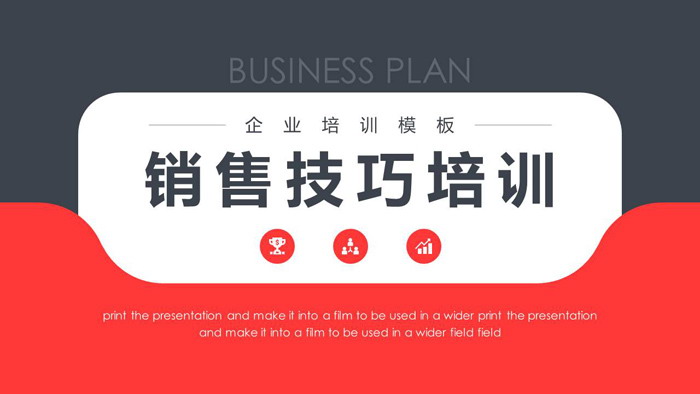 BUSINESS PLAN
企业培训模板
销售技巧培训
print the presentation and make it into a film to be used in a wider print the presentation
and make it into a film to be used in a wider field field